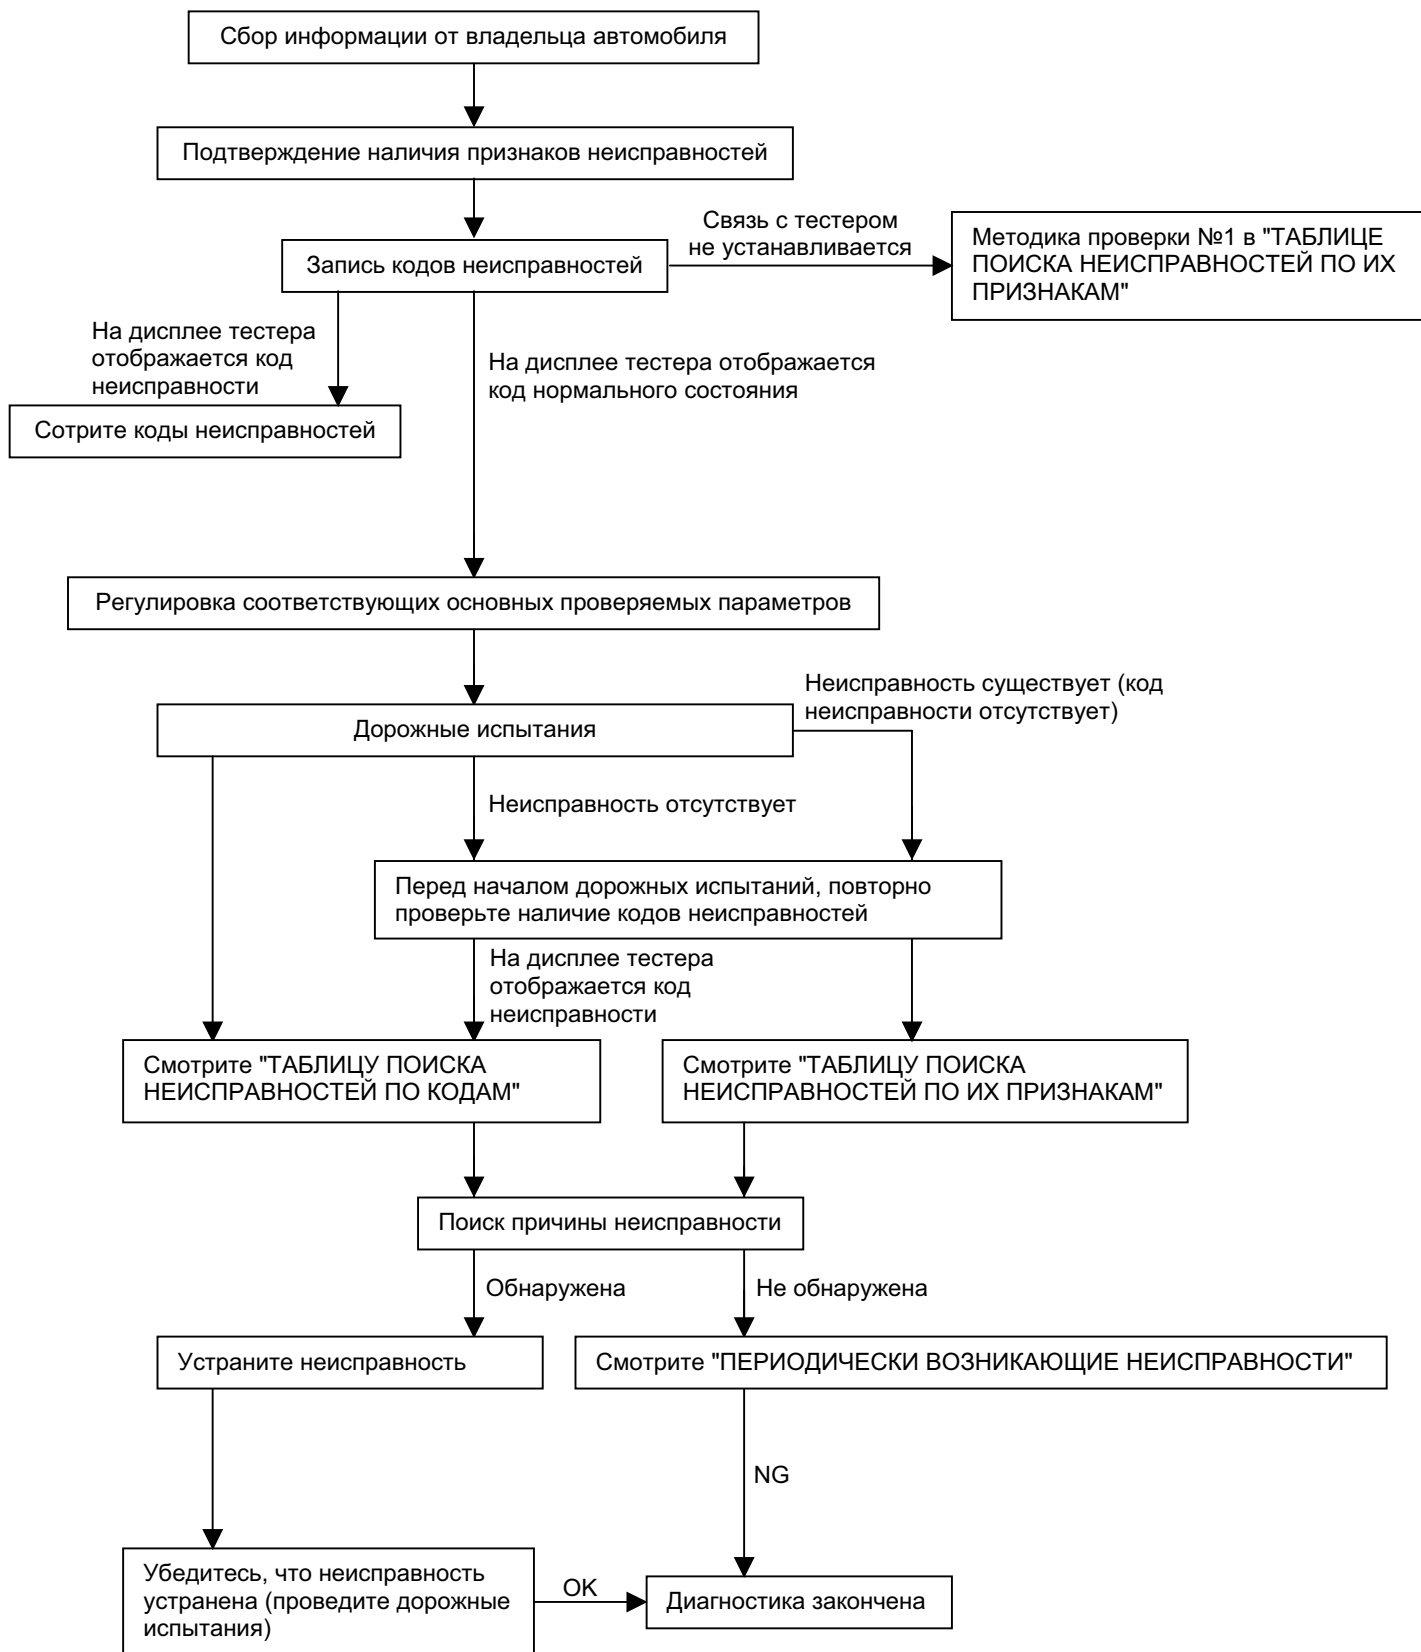 Сбор информации от владельца автомобиля
Подтверждение наличия признаков неисправностей
Связь с тестером
не устанавливается
Запись кодов неисправностей
Методика проверки №1 в "ТАБЛИЦЕ
ПОИСКА НЕИСПРАВНОСТЕЙ ПО ИХ
ПРИЗНАКАМ"
На дисплее тестера
отображается код
неисправности
На дисплее тестера отображается
код нормального состояния
Сотрите коды неисправностей
Регулировка соответствующих основных проверяемых параметров
Неисправность существует (код
неисправности отсутствует)
Дорожные испытания
Неисправность отсутствует
Перед началом дорожных испытаний, повторно
проверьте наличие кодов неисправностей
На дисплее тестера
отображается код
неисправности
Смотрите "ТАБЛИЦУ ПОИСКА
НЕИСПРАВНОСТЕЙ ПО КОДАМ"
Смотрите "ТАБЛИЦУ ПОИСКА
НЕИСПРАВНОСТЕЙ ПО ИХ ПРИЗНАКАМ"
Поиск причины неисправности
Обнаружена
Не обнаружена
Устраните неисправность
Смотрите "ПЕРИОДИЧЕСКИ ВОЗНИКАЮЩИЕ НЕИСПРАВНОСТИ"
NG
Убедитесь, что неисправность
устранена (проведите дорожные
испытания)
OK
Диагностика закончена